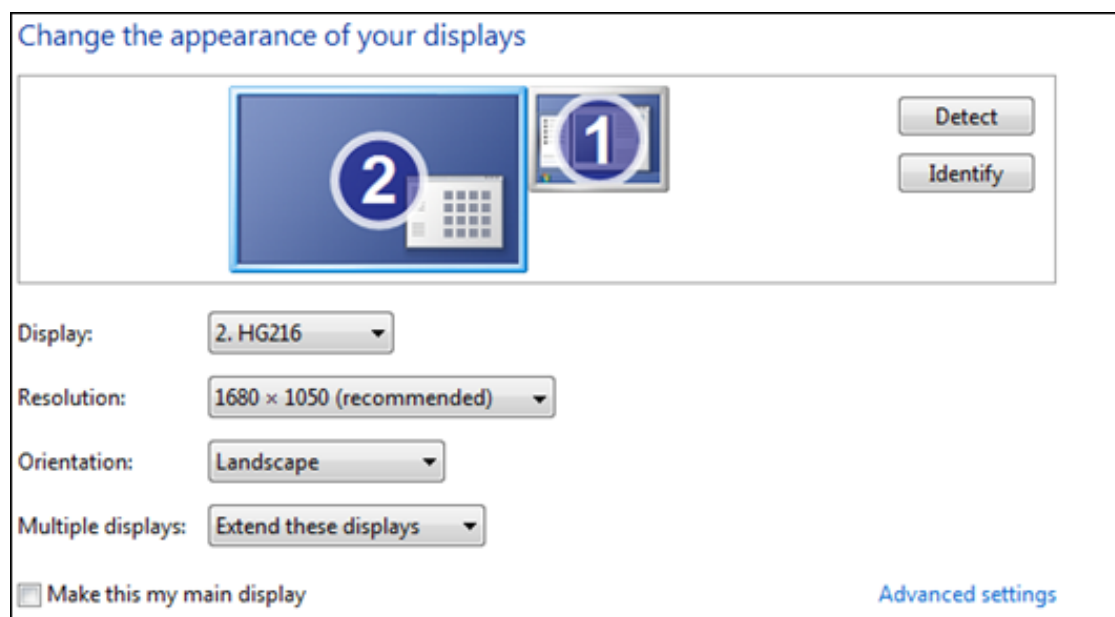 Change the appearance of your displays
2
1
Detect
Identify
Display:
2. HG216
Resolution:
1680 × 1050 (recommended)
Orientation:
Landscape
Multiple displays:
Extend these displays
Make this my main display
Advanced settings